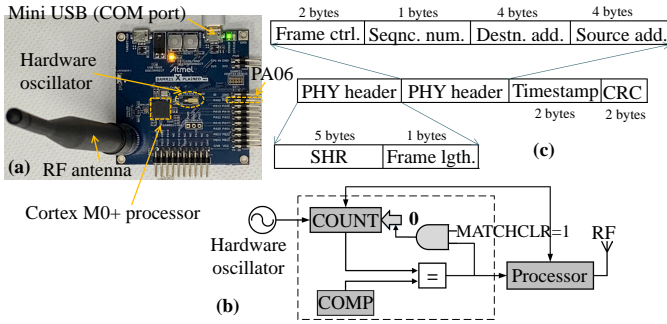 Mini USB (COM port)
Hardware
oscillator
Atmel
SAMR21 XPLAINED PRO
PA06
(a)
RF antenna
Cortex M0+ processor
2 bytes 1 byte 4 bytes 4 bytes
Frame ctrl. Seqnc. num. Destn. add. Source add.
PHY header PHY header Timestamp CRC
2 bytes 2 bytes
5 bytes 1 byte
SHR Frame lgth.
(c)
COUNT 0
MATCHCLR=1
RF
Hardware
oscillator
=
Processor
COMP
(b)